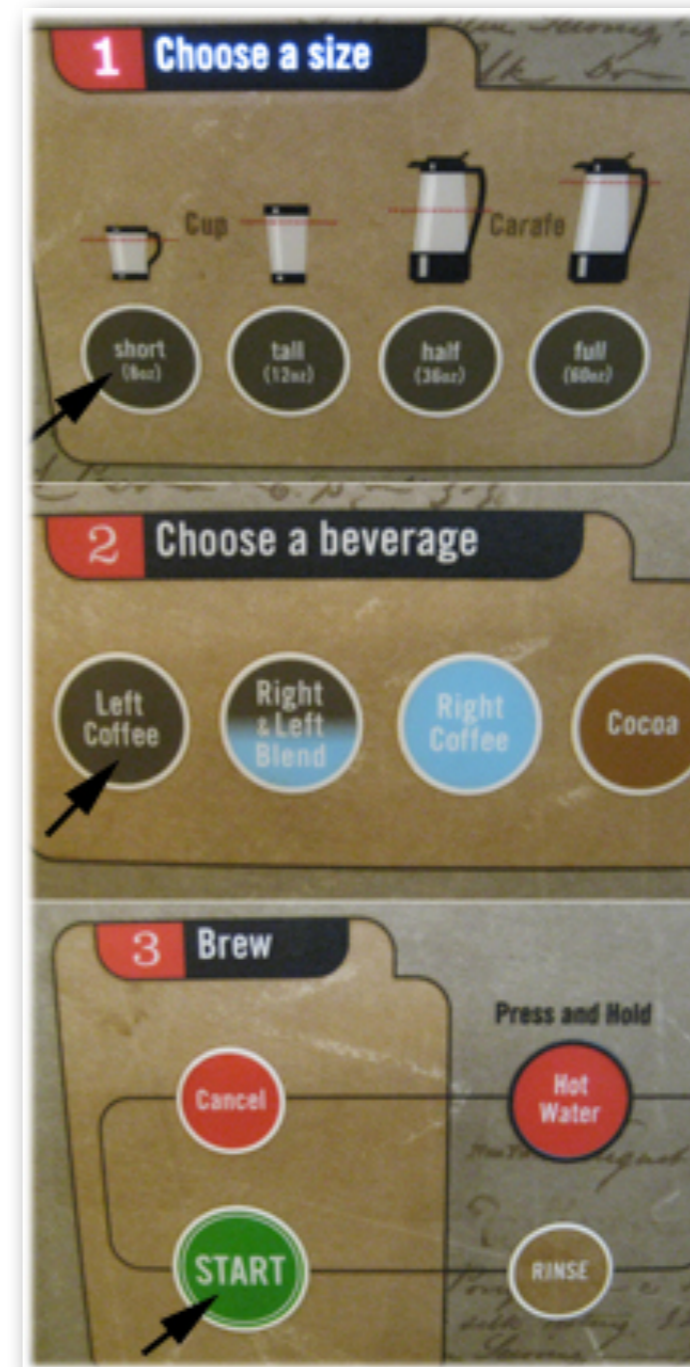 1 Choose a size
Cup
Carafe
short
(8oz)
tall
(12oz)
half
(36oz)
full
(60oz)
2 Choose a beverage
Left
Coffee
Right
& Left
Blend
Right
Coffee
Cocoa
3 Brew
Press and Hold
Cancel
Hot
Water
START
RINSE